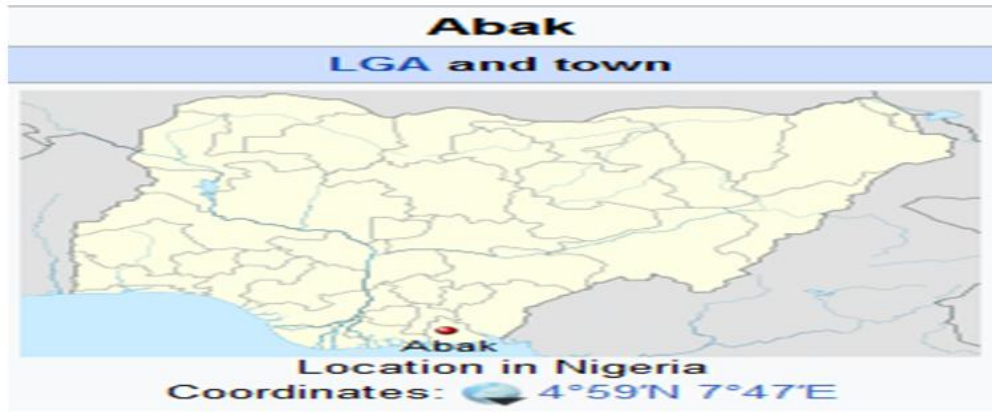 Abak
LGA and town
Abak
Location in Nigeria
Coordinates: 4°59′N 7°47′E